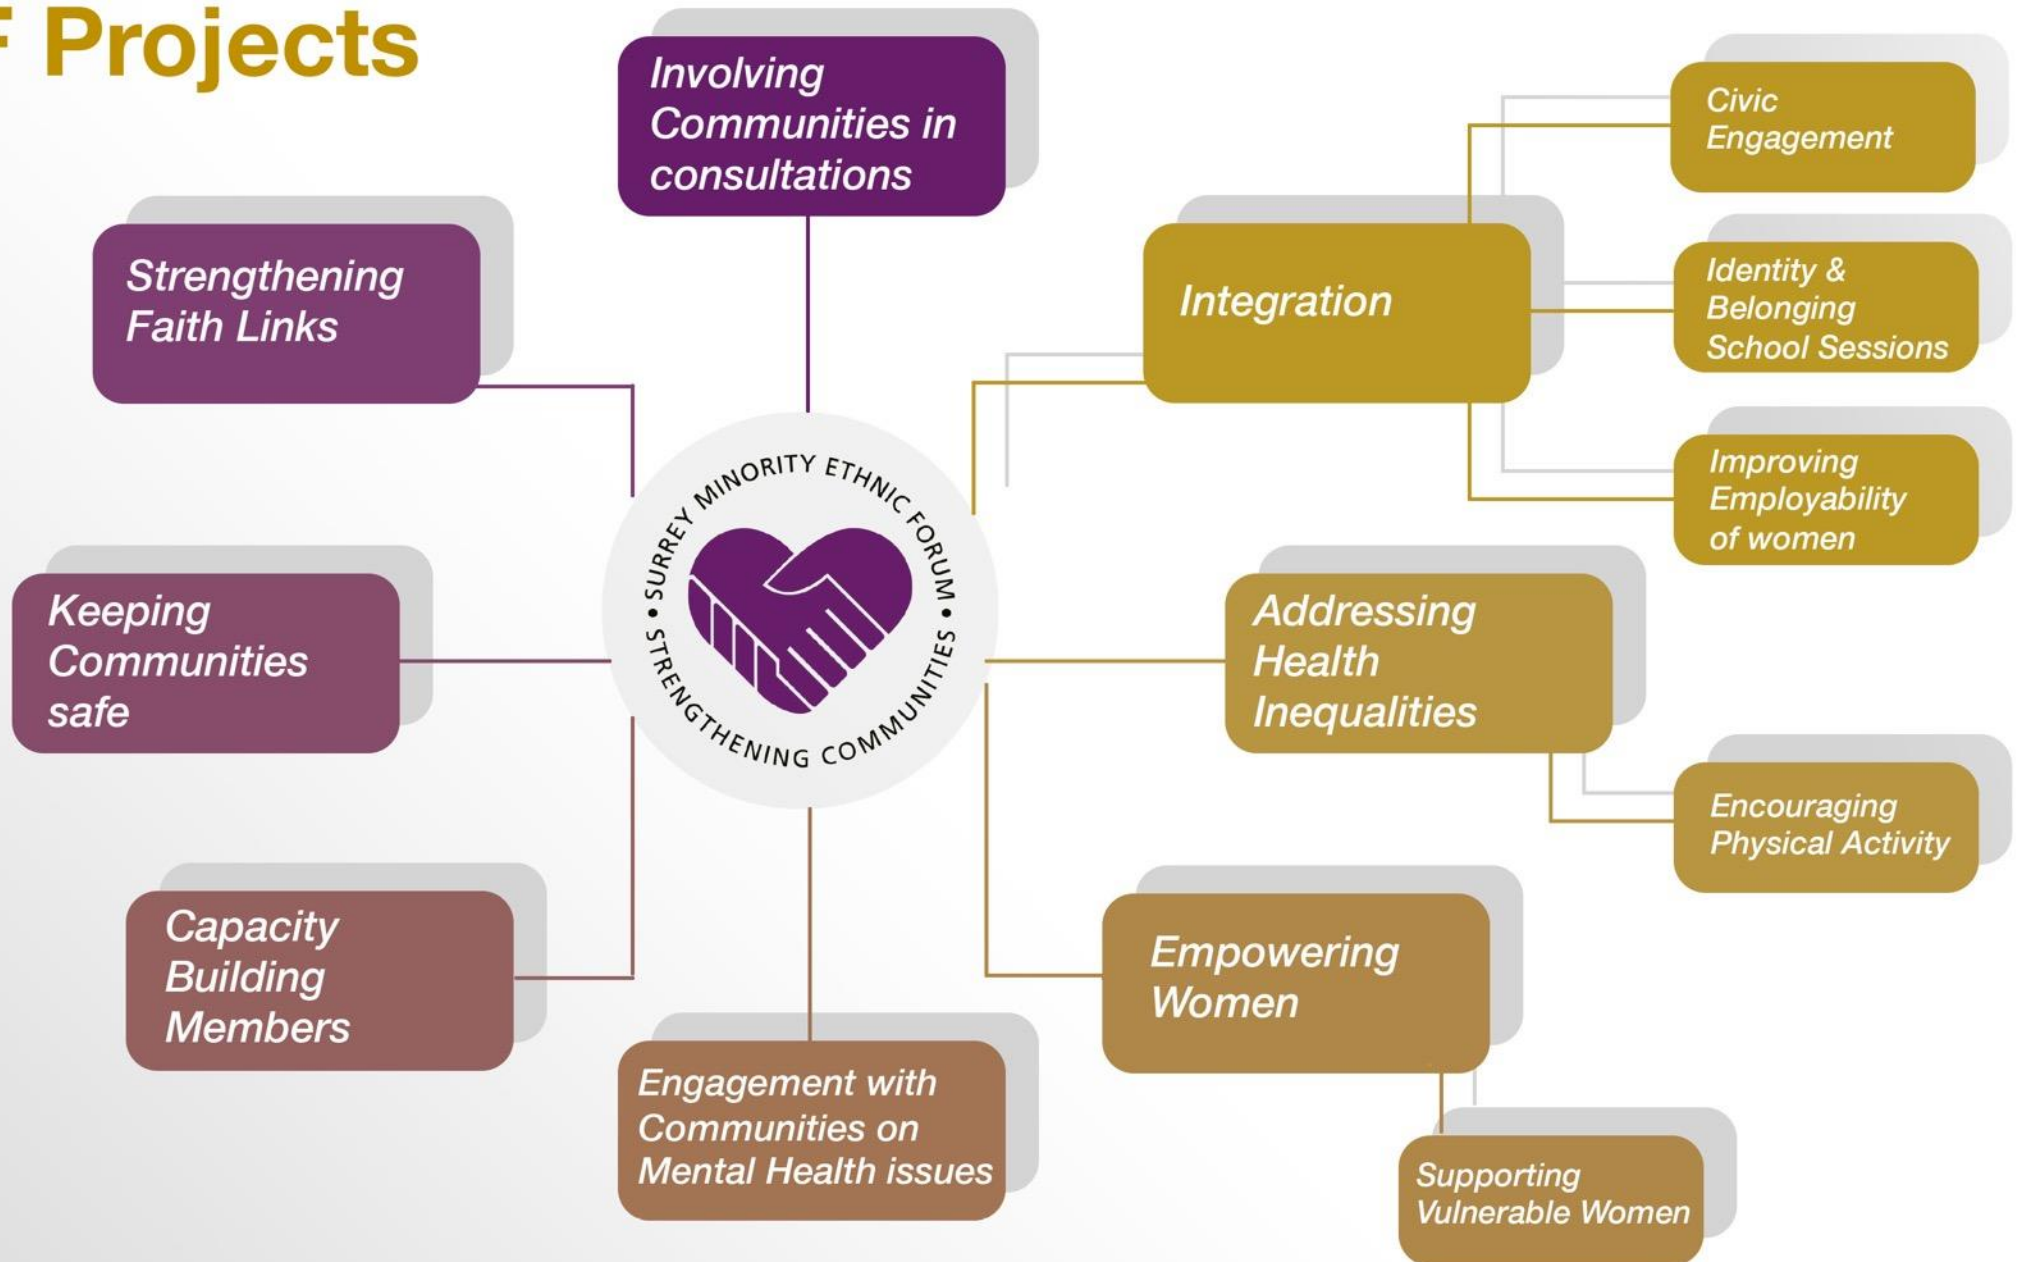 F Projects
Involving
Communities in
consultations
Strengthening
Faith Links
Keeping
Communities
safe
Capacity
Building
Members
Engagement with
Communities on
Mental Health issues
• SURREY MINORITY ETHNIC FORUM •
STRENGTHENING COMMUNITIES
Integration
Civic
Engagement
Identity &
Belonging
School Sessions
Improving
Employability
of women
Addressing
Health
Inequalities
Encouraging
Physical Activity
Empowering
Women
Supporting
Vulnerable Women